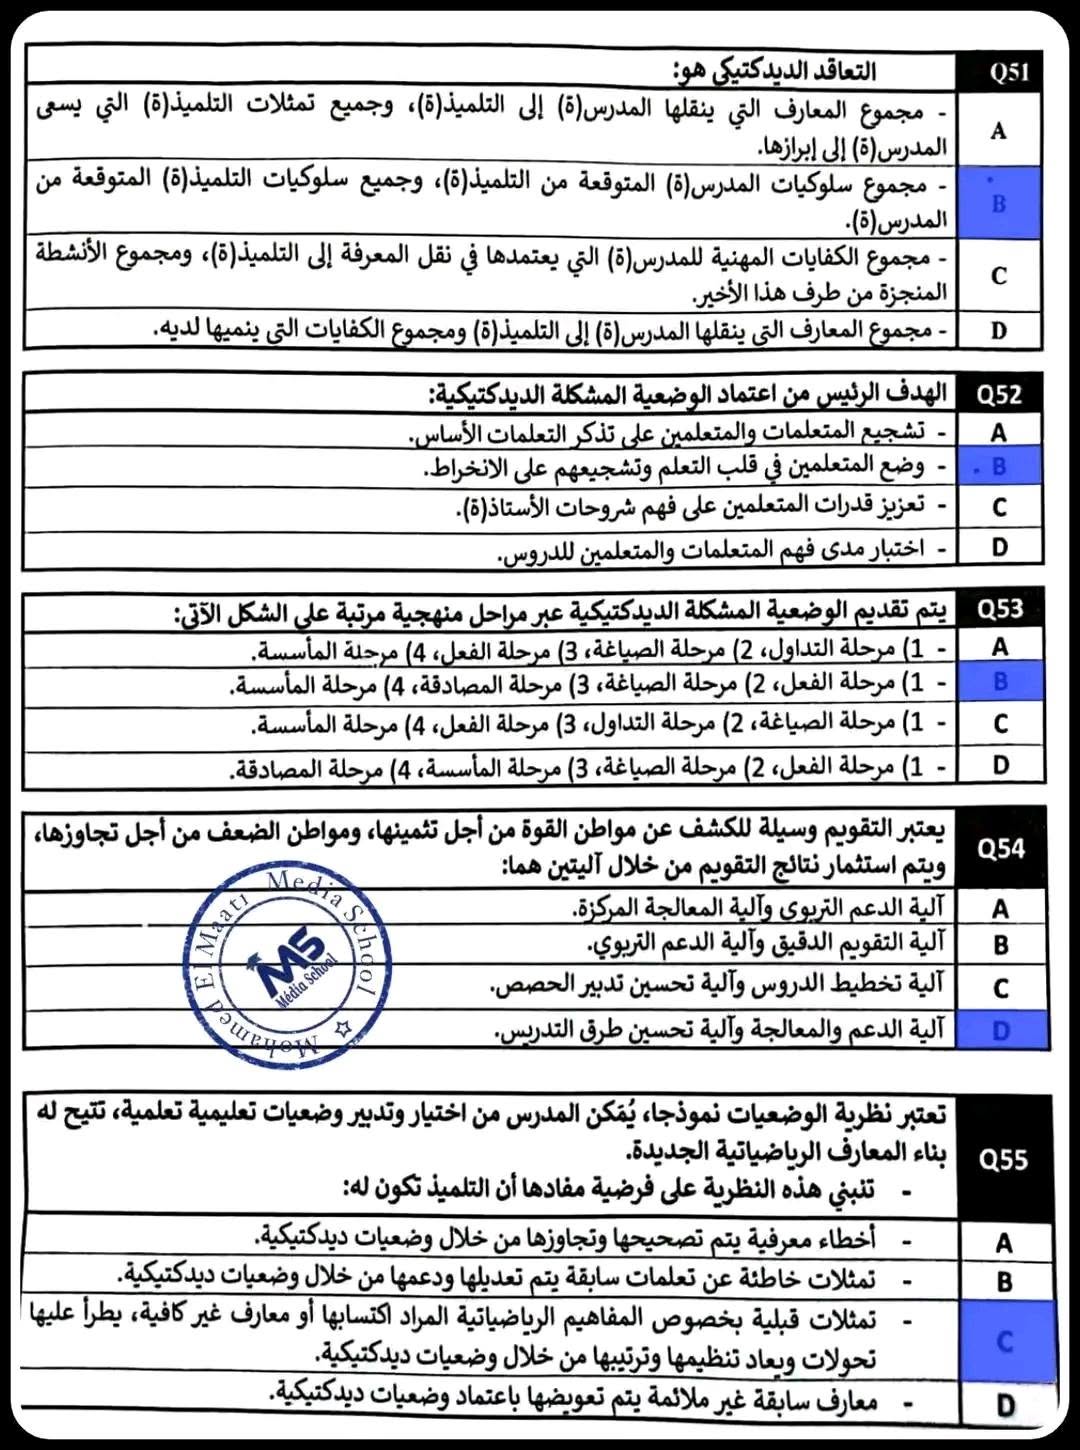 Q51 التعاقد الديدكتيكي هو:
A - مجموع المعارف التي ينقلها المدرس(ة) إلى التلميذ(ة)، وجميع تمثلات التلميذ(ة) التي يسعى
المدرس(ة) إلى إبرازها.
B - مجموع سلوكيات المدرس(ة) المتوقعة من التلميذ(ة)، وجميع سلوكيات التلميذ(ة) المتوقعة من
المدرس(ة).
C - مجموع الكفايات المهنية للمدرس(ة) التي يعتمدها في نقل المعرفة إلى التلميذ(ة)، ومجموع الأنشطة
المنجزة من طرف هذا الأخير.
D - مجموع المعارف التي ينقلها المدرس(ة) إلى التلميذ(ة) ومجموع الكفايات التي ينميها لديه.
Q52 الهدف الرئيس من اعتماد الوضعية المشكلة الديدكتيكية:
A - تشجيع المتعلمات والمتعلمين على تذكر التعلمات الأساس.
B - وضع المتعلمين في قلب التعلم وتشجيعهم على الانخراط.
C - تعزيز قدرات المتعلمين على فهم شروحات الأستاذ(ة).
D - اختبار مدى فهم المتعلمات والمتعلمين للدروس.
Q53 يتم تقديم الوضعية المشكلة الديدكتيكية عبر مراحل منهجية مرتبة على الشكل الآتي:
A - 1) مرحلة التداول، 2) مرحلة الصياغة، 3) مرحلة الفعل، 4) مرحلة المأسسة.
B - 1) مرحلة الفعل، 2) مرحلة الصياغة، 3) مرحلة المصادقة، 4) مرحلة المأسسة.
C - 1) مرحلة الصياغة، 2) مرحلة التداول، 3) مرحلة الفعل، 4) مرحلة المأسسة.
D - 1) مرحلة الفعل، 2) مرحلة الصياغة، 3) مرحلة المأسسة، 4) مرحلة المصادقة.
Q54 يعتبر التقويم وسيلة للكشف عن مواطن القوة من أجل تثمينها، ومواطن الضعف من أجل تجاوزها،
ويتم استثمار نتائج التقويم من خلال آليتين هما:
A آلية الدعم التربوي وآلية المعالجة المركزة.
B آلية التقويم الدقيق وآلية الدعم التربوي.
C آلية تخطيط الدروس وآلية تحسين تدبير الحصص.
D آلية الدعم والمعالجة وآلية تحسين طرق التدريس.
Mohamed El Maati Media School
MS
Media School
Q55 تعتبر نظرية الوضعيات نموذجا، يُمَكن المدرس من اختيار وتدبير وضعيات تعليمية تعلمية، تتيح له
بناء المعارف الرياضياتية الجديدة.
- تنبني هذه النظرية على فرضية مفادها أن التلميذ تكون له:
A - أخطاء معرفية يتم تصحيحها وتجاوزها من خلال وضعيات ديدكتيكية.
B - تمثلات خاطئة عن تعلمات سابقة يتم تعديلها ودعمها من خلال وضعيات ديدكتيكية.
C - تمثلات قبلية بخصوص المفاهيم الرياضياتية المراد اكتسابها أو معارف غير كافية، يطرأ عليها
تحولات ويعاد تنظيمها وترتيبها من خلال وضعيات ديدكتيكية.
D - معارف سابقة غير ملائمة يتم تعويضها باعتماد وضعيات ديدكتيكية.